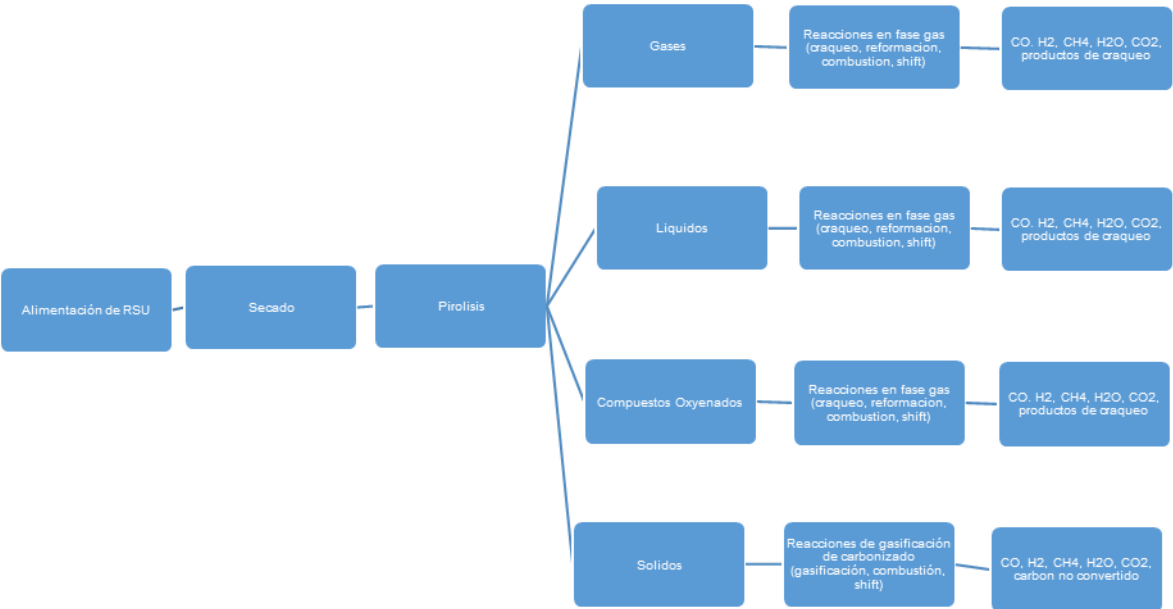 Gases
Reacciones en fase gas
(craqueo, reformacion,
combustion, shift)
CO. H2, CH4, H2O, CO2,
productos de craqueo
Liquidos
Reacciones en fase gas
(craqueo, reformacion,
combustion, shift)
CO. H2, CH4, H2O, CO2,
productos de craqueo
Alimentación de RSU
Secado
Pirolisis
Compuestos Oxyenados
Reacciones en fase gas
(craqueo, reformacion,
combustion, shift)
CO. H2, CH4, H2O, CO2,
productos de craqueo
Solidos
Reacciones de gasificación
de carbonizado
(gasificación, combustión,
shift)
CO, H2, CH4, H2O, CO2,
carbon no convertido